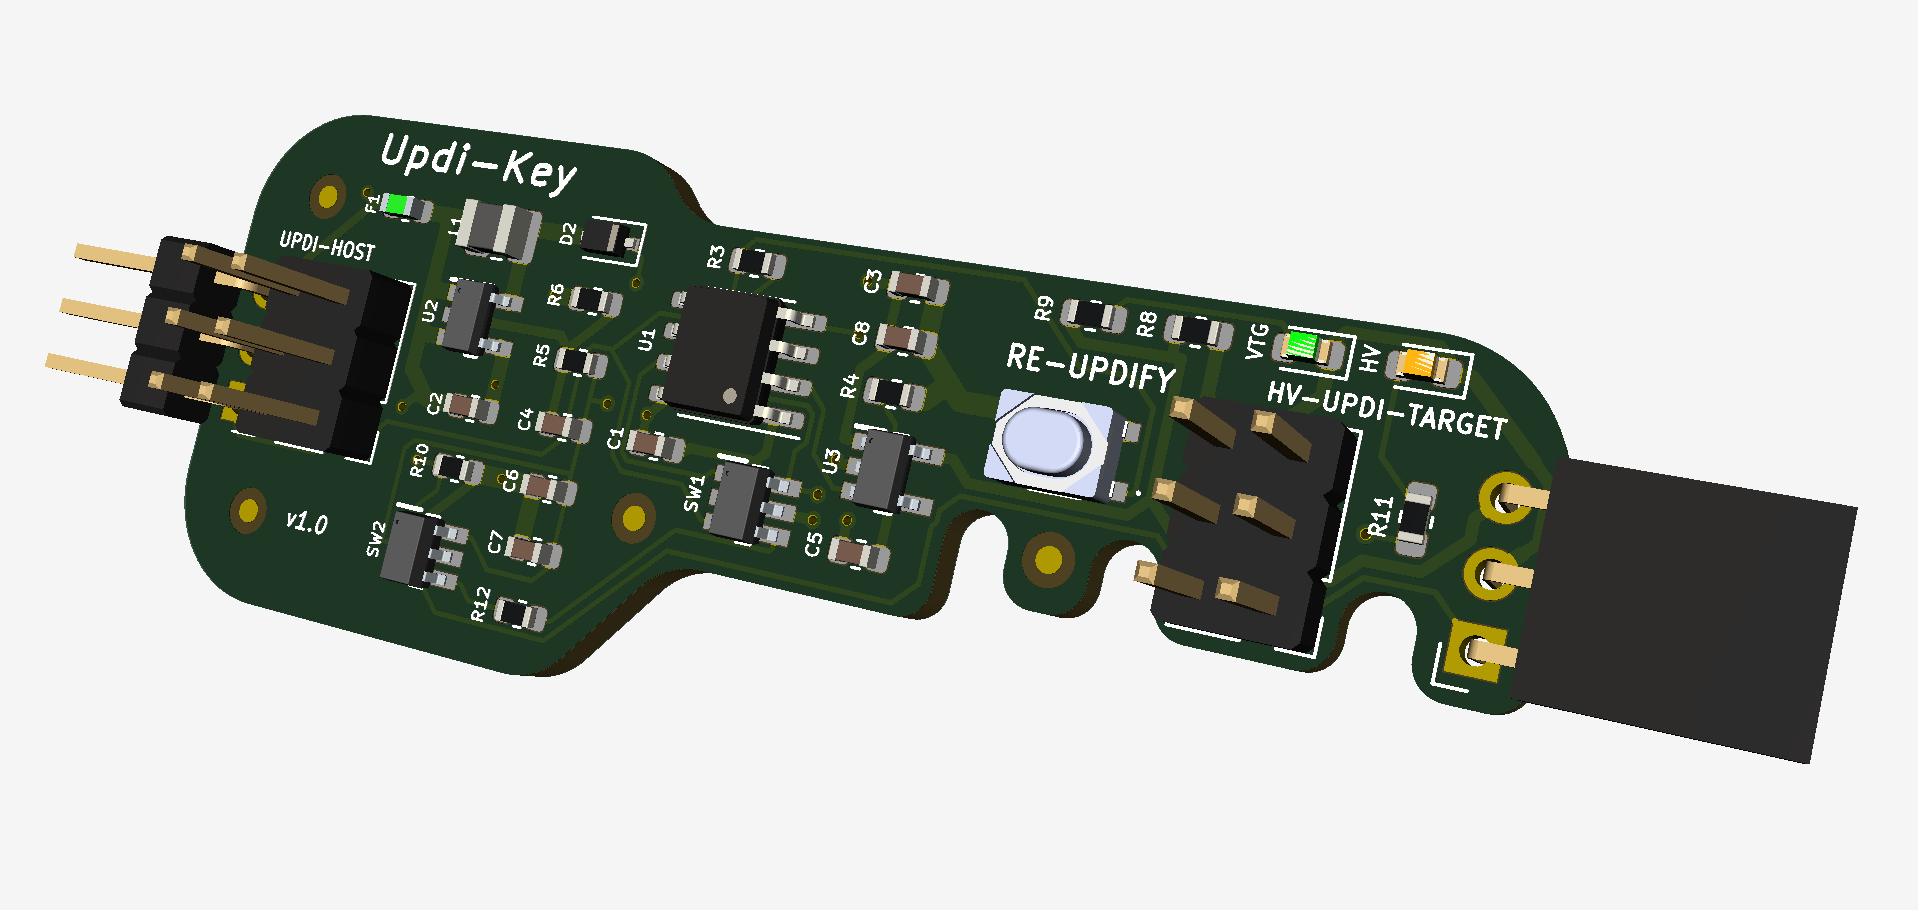 Updi-Key
F1
L1
D2
UPDI-HOST
R3
C3
U2
R6
U1
C8
R9
R8
VTG
HV
R5
R4
RE-UPDIFY
HV-UPDI-TARGET
C2
C4
C1
U3
R10
C6
SW1
R11
v1.0
SW2
C7
C5
R12